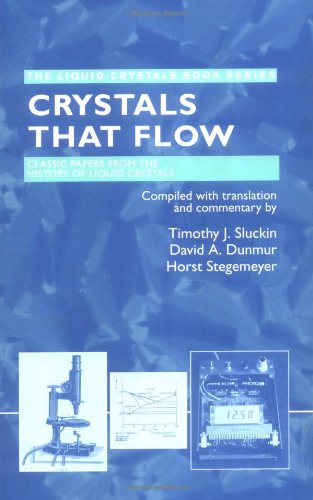 THE LIQUID CRYSTALS BOOK SERIES
CRYSTALS
THAT FLOW
CLASSIC PAPERS FROM THE
HISTORY OF LIQUID CRYSTALS
Compiled with translation
and commentary by
Timothy J. Sluckin
David A. Dunmur
Horst Stegemeyer
12.50